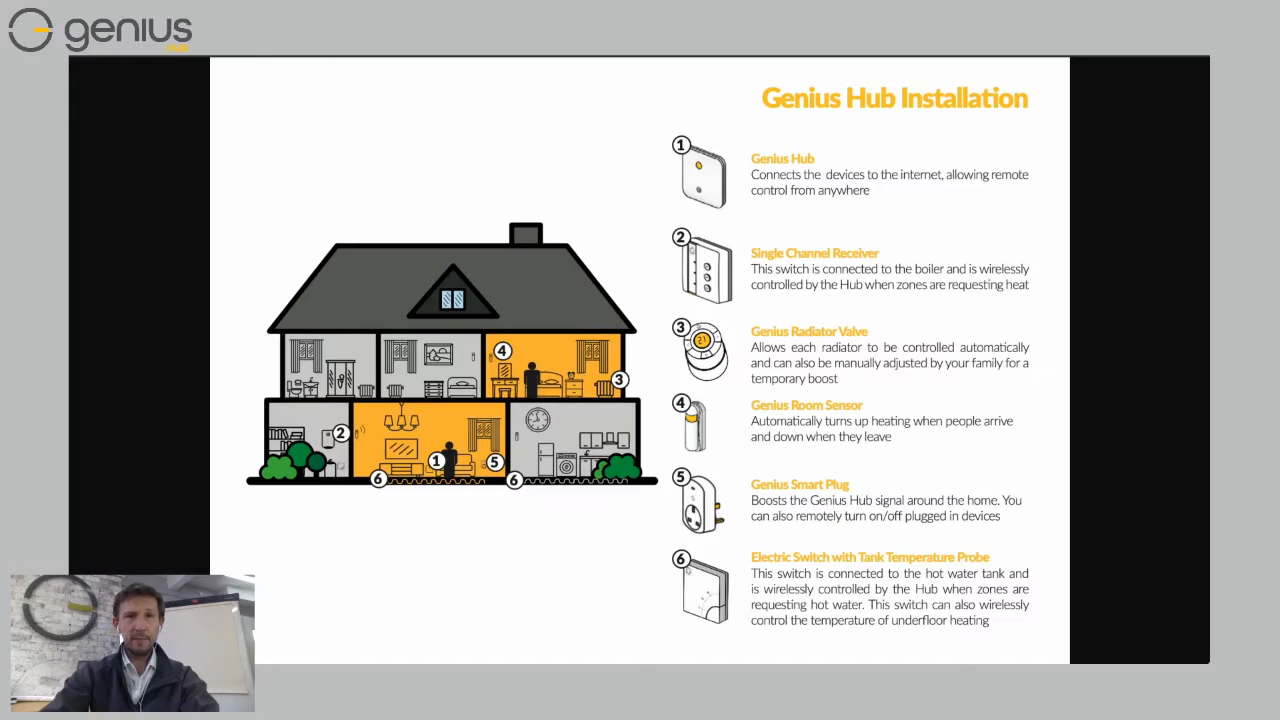 genius
HUB
Genius Hub Installation
1
Genius Hub
Connects the devices to the internet, allowing remote
control from anywhere
2
Single Channel Receiver
This switch is connected to the boiler and is wirelessly
controlled by the Hub when zones are requesting heat
3
21
Genius Radiator Valve
Allows each radiator to be controlled automatically
and can also be manually adjusted by your family for a
temporary boost
4
Genius Room Sensor
Automatically turns up heating when people arrive
and down when they leave
5
Genius Smart Plug
Boosts the Genius Hub signal around the home. You
can also remotely turn on/off plugged in devices
6
Electric Switch with Tank Temperature Probe
This switch is connected to the hot water tank and
is wirelessly controlled by the Hub when zones are
requesting hot water. This switch can also wirelessly
control the temperature of underfloor heating
4
3
2
1
5
6
6